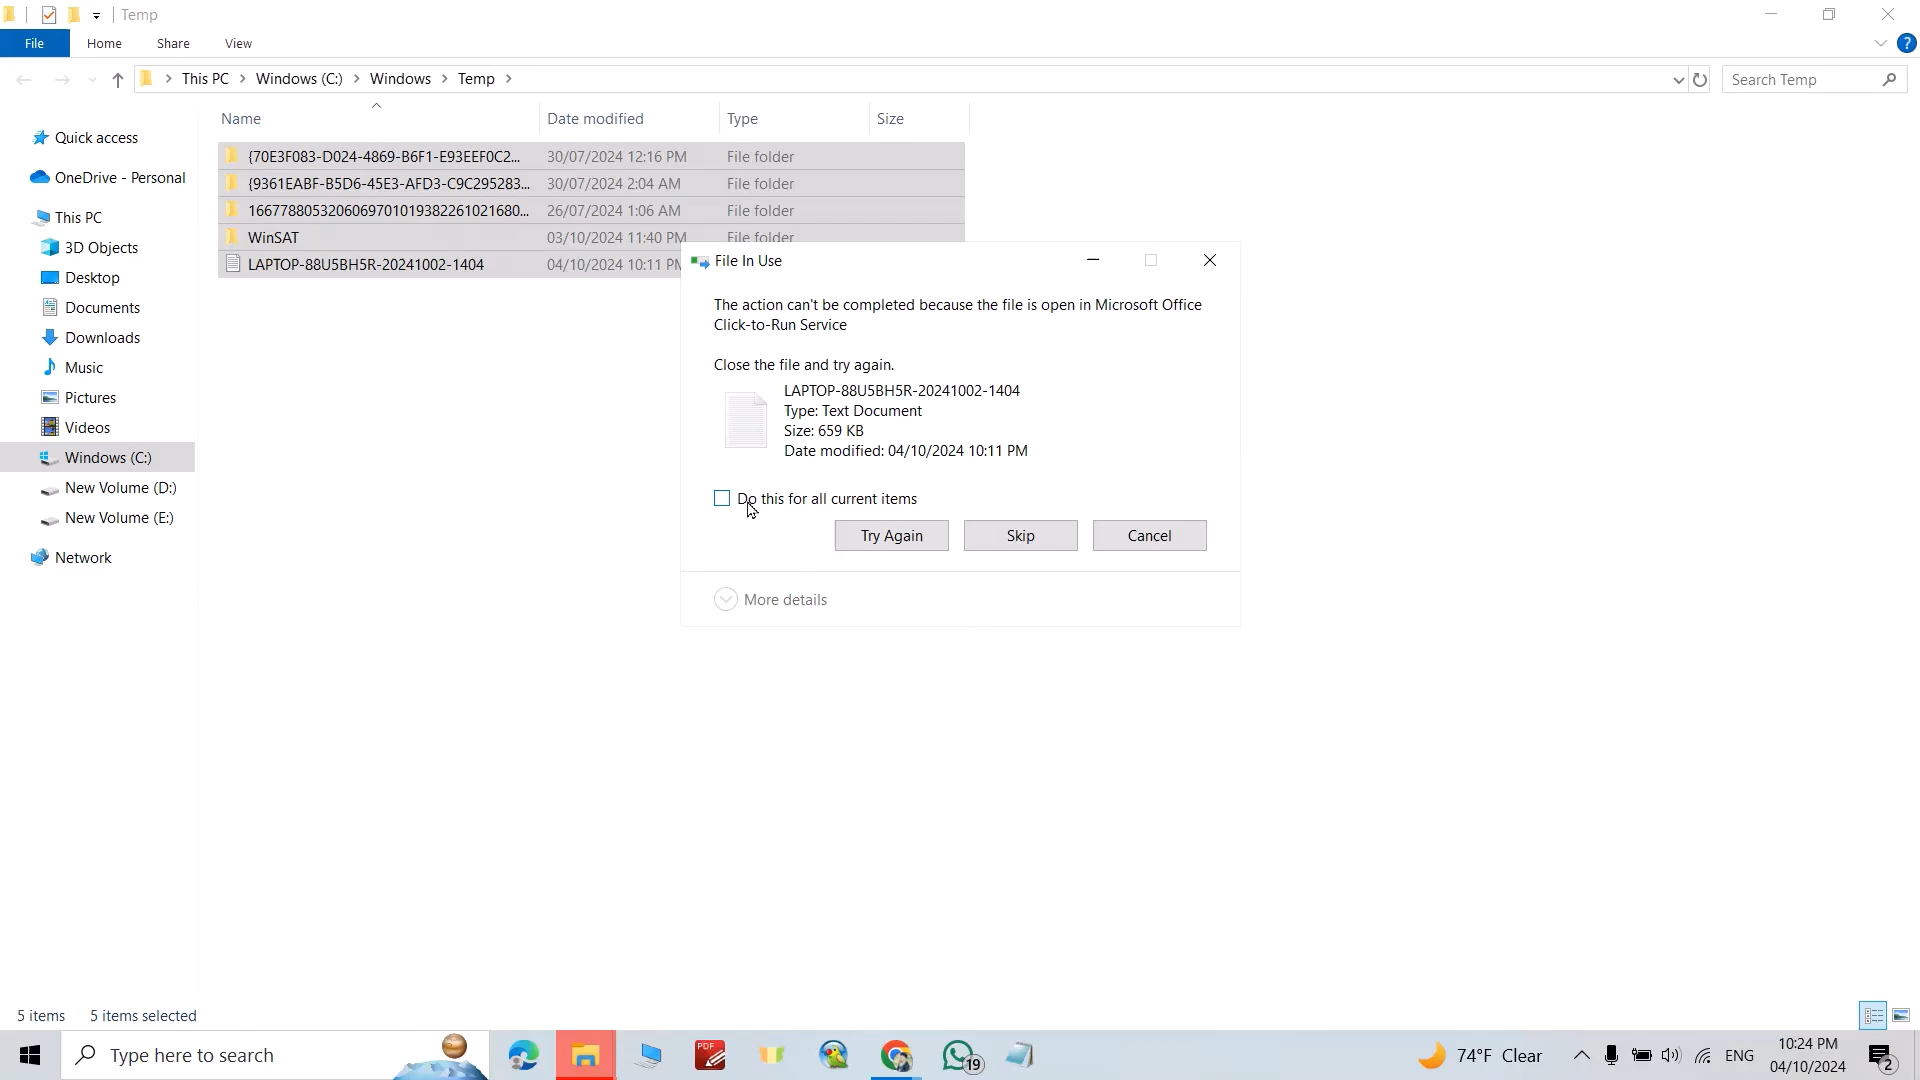 Temp
File
Home
Share
View
This PC
Windows (C:)
Windows
Temp
Search Temp
Name
Date modified
Type
Size
Quick access
OneDrive - Personal
This PC
3D Objects
Desktop
Documents
Downloads
Music
Pictures
Videos
Windows (C:)
New Volume (D:)
New Volume (E:)
Network
{70E3F083-D024-4869-B6F1-E93EEF0C2... 30/07/2024 12:16 PM File folder
{9361EABF-B5D6-45E3-AFD3-C9C295283... 30/07/2024 2:04 AM File folder
16677880532060697010193822610216​80... 26/07/2024 1:06 AM File folder
WinSAT 03/10/2024 11:40 PM File folder
LAPTOP-88U5BH5R-20241002-1404 04/10/2024 10:11 PM
File In Use
The action can't be completed because the file is open in Microsoft Office
Click-to-Run Service
Close the file and try again.
LAPTOP-88U5BH5R-20241002-1404
Type: Text Document
Size: 659 KB
Date modified: 04/10/2024 10:11 PM
Do this for all current items
Try Again
Skip
Cancel
More details
5 items
5 items selected
Type here to search
PDF
19
74°F Clear
ENG
10:24 PM
04/10/2024
2